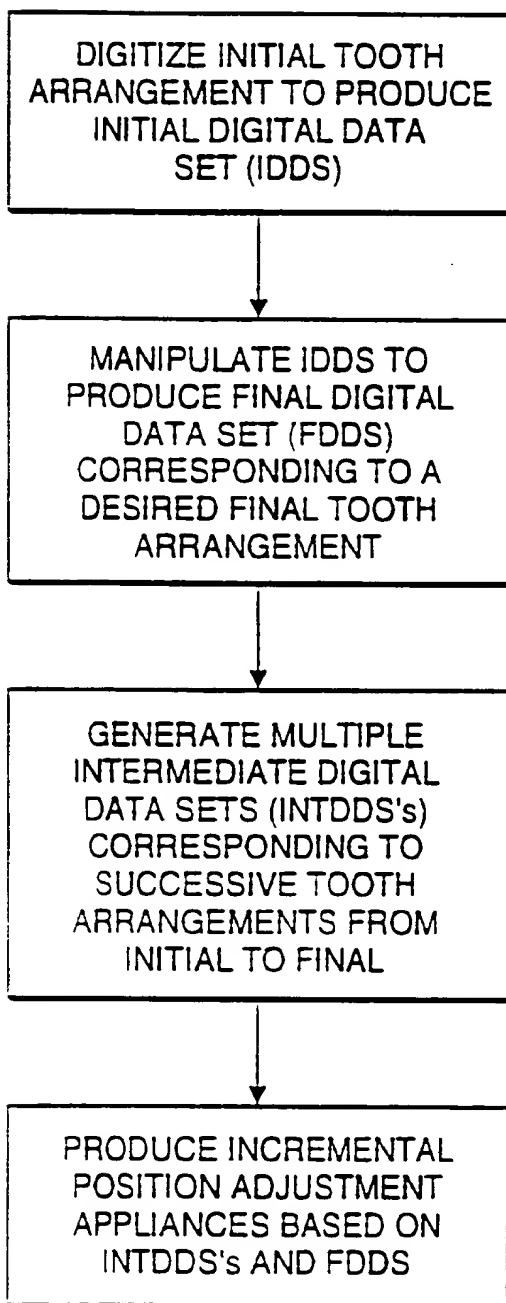 DIGITIZE INITIAL TOOTH
ARRANGEMENT TO PRODUCE
INITIAL DIGITAL DATA
SET (IDDS)
MANIPULATE IDDS TO
PRODUCE FINAL DIGITAL
DATA SET (FDDS)
CORRESPONDING TO A
DESIRED FINAL TOOTH
ARRANGEMENT
GENERATE MULTIPLE
INTERMEDIATE DIGITAL
DATA SETS (INTDDS's)
CORRESPONDING TO
SUCCESSIVE TOOTH
ARRANGEMENTS FROM
INITIAL TO FINAL
PRODUCE INCREMENTAL
POSITION ADJUSTMENT
APPLIANCES BASED ON
INTDDS's AND FDDS